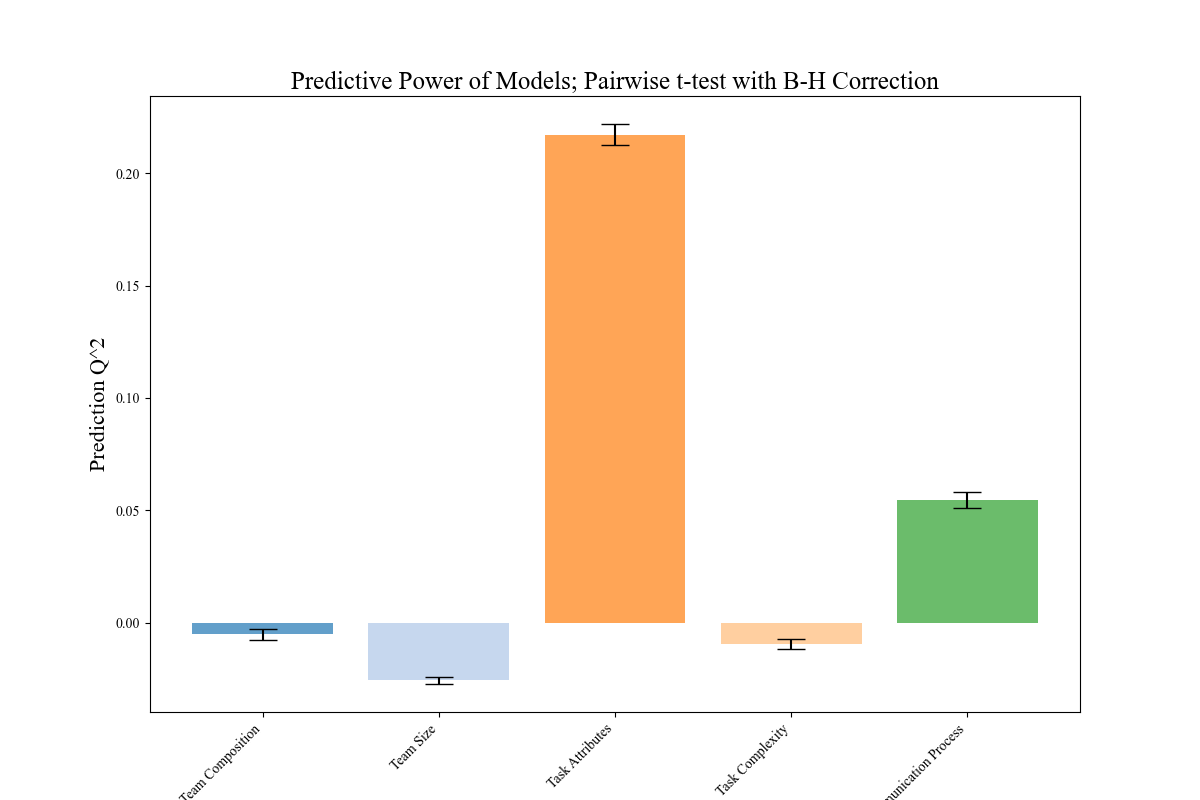 Predictive Power of Models; Pairwise t-test with B-H Correction
Prediction Q^2
0.20
0.15
0.10
0.05
0.00
Team Composition
Team Size
Task Attributes
Task Complexity
Process